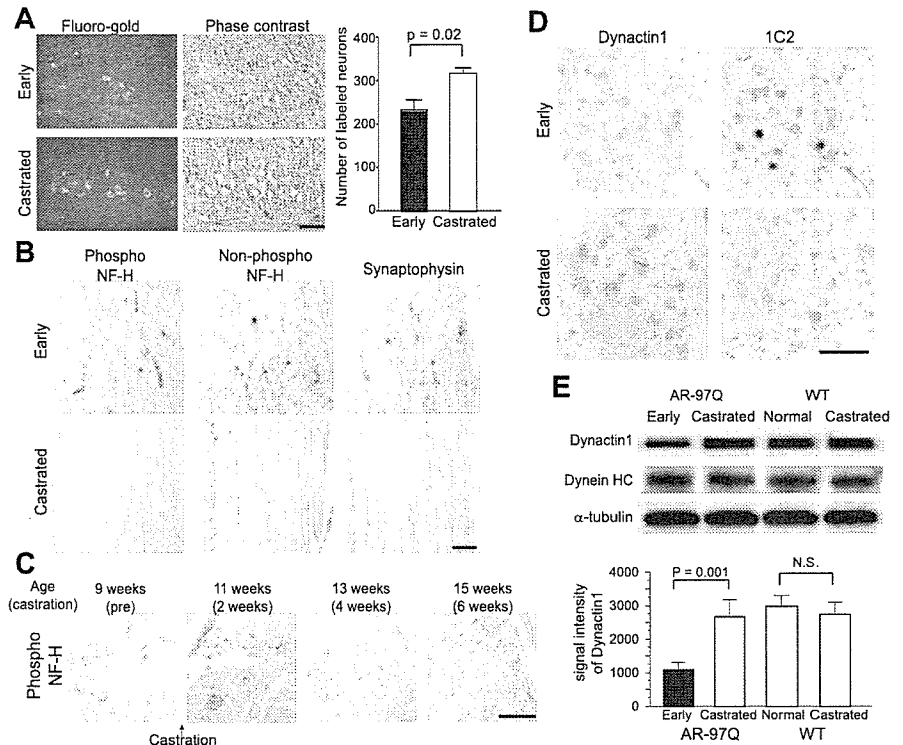 A
Fluoro-gold
Phase contrast
Early
Castrated
p = 0.02
Number of labeled neurons
400
300
200
100
0
Early
Castrated
B
Phospho
NF-H
Non-phospho
NF-H
Synaptophysin
Early
Castrated
C
Age
(castration)
9 weeks
(pre)
11 weeks
(2 weeks)
13 weeks
(4 weeks)
15 weeks
(6 weeks)
Phospho
NF-H
Castration
D
Dynactin1
1C2
Early
Castrated
E
AR-97Q
WT
Early
Castrated
Normal
Castrated
Dynactin1
Dynein HC
α-tubulin
P = 0.001
N.S.
signal intensity
of Dynactin1
4000
3000
2000
1000
0
Early
Castrated
Normal
Castrated
AR-97Q
WT